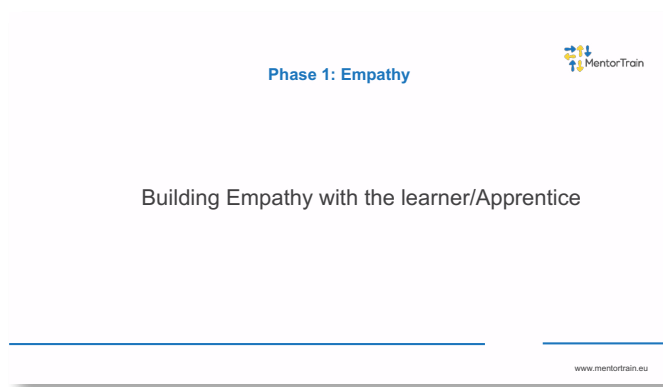 Phase 1: Empathy
MentorTrain
Building Empathy with the learner/Apprentice
www.mentortrain.eu